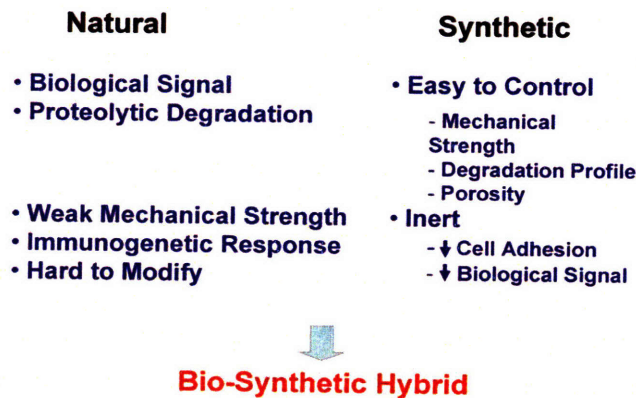 Natural
• Biological Signal
• Proteolytic Degradation
• Weak Mechanical Strength
• Immunogenetic Response
• Hard to Modify
Synthetic
• Easy to Control
- Mechanical
Strength
- Degradation Profile
- Porosity
• Inert
- ↓ Cell Adhesion
- ↓ Biological Signal
Bio-Synthetic Hybrid